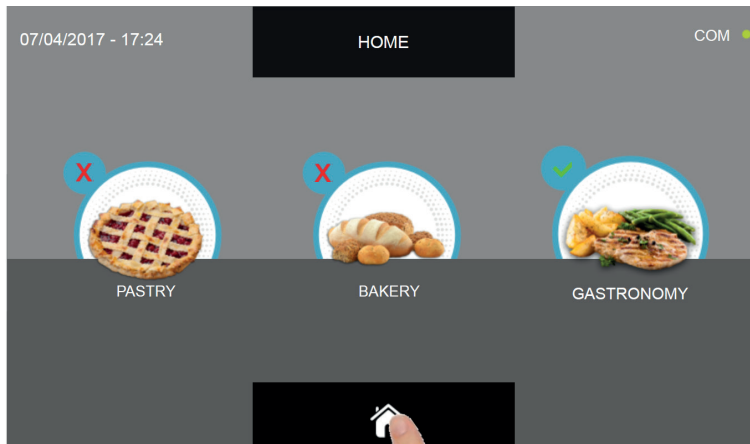 07/04/2017 - 17:24
HOME
COM
X
X
PASTRY
BAKERY
GASTRONOMY